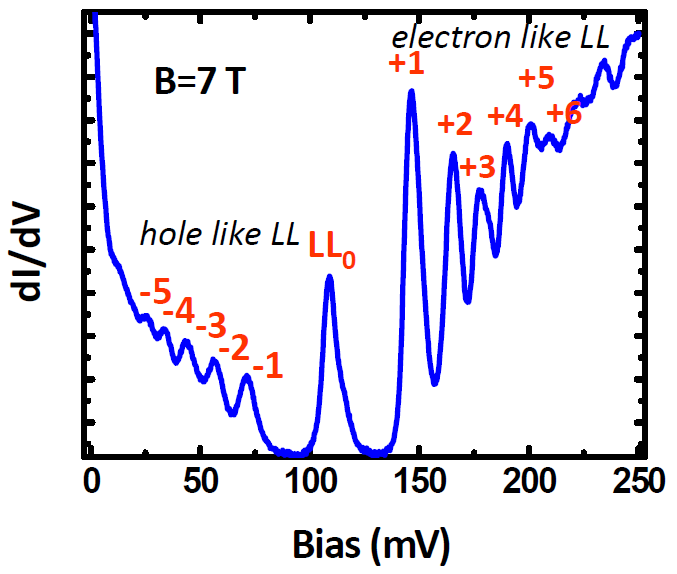 electron like LL
B=7 T
+1
+5
+2
+4
+6
+3
hole like LL
LL0
-5
-4
-3
-2
-1
dI/dV
0 50 100 150 200 250
Bias (mV)